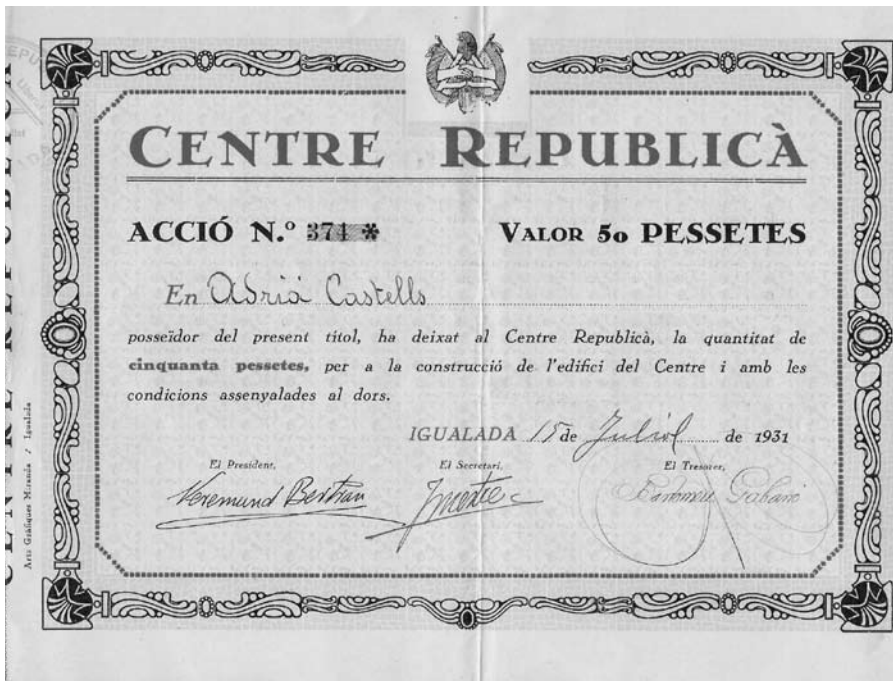 CENTRE REPUBLICÀ
ACCIÓ N.º 371 * VALOR 50 PESSETES
En Adrià Castells
posseïdor del present títol, ha deixat al Centre Republicà, la quantitat de
cinquanta pessetes, per a la construcció de l'edifici del Centre i amb les
condicions assenyalades al dors.
IGUALADA 15 de Juliol de 1931
El President, El Secretari, El Tresorer,
Veremund Bertran
Arts Gràfiques Miranda / Igualada